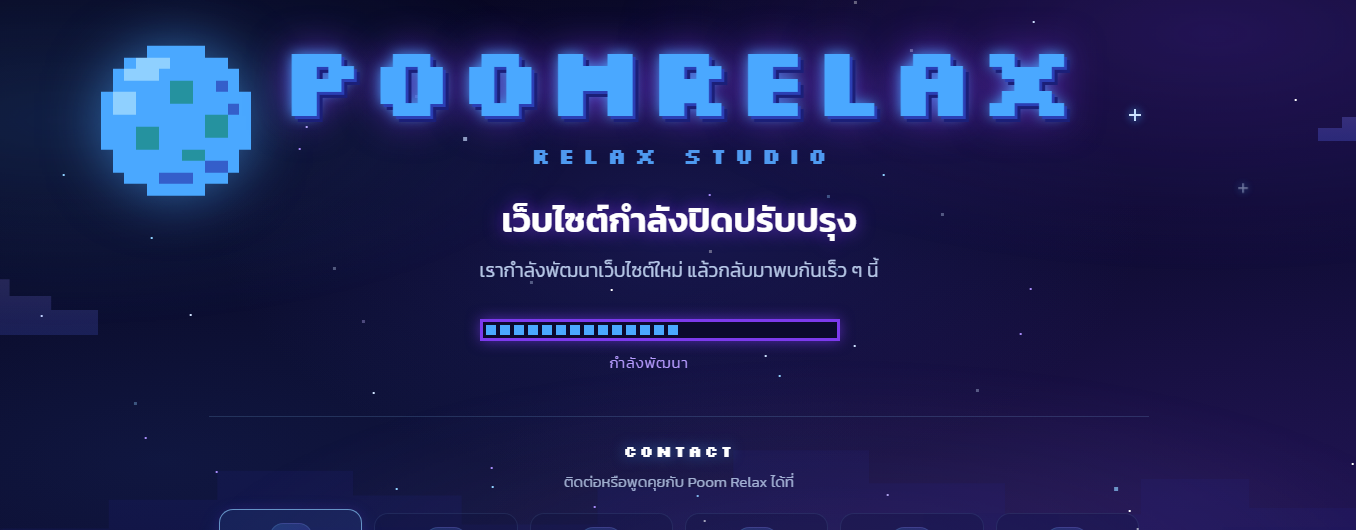 POOMRELAX
RELAX STUDIO
เว็บไซต์กำลังปิดปรับปรุง
เรากำลังพัฒนาเว็บไซต์ใหม่ แล้วกลับมาพบกันเร็ว ๆ นี้
กำลังพัฒนา
CONTACT
ติดต่อหรือพูดคุยกับ Poom Relax ได้ที่